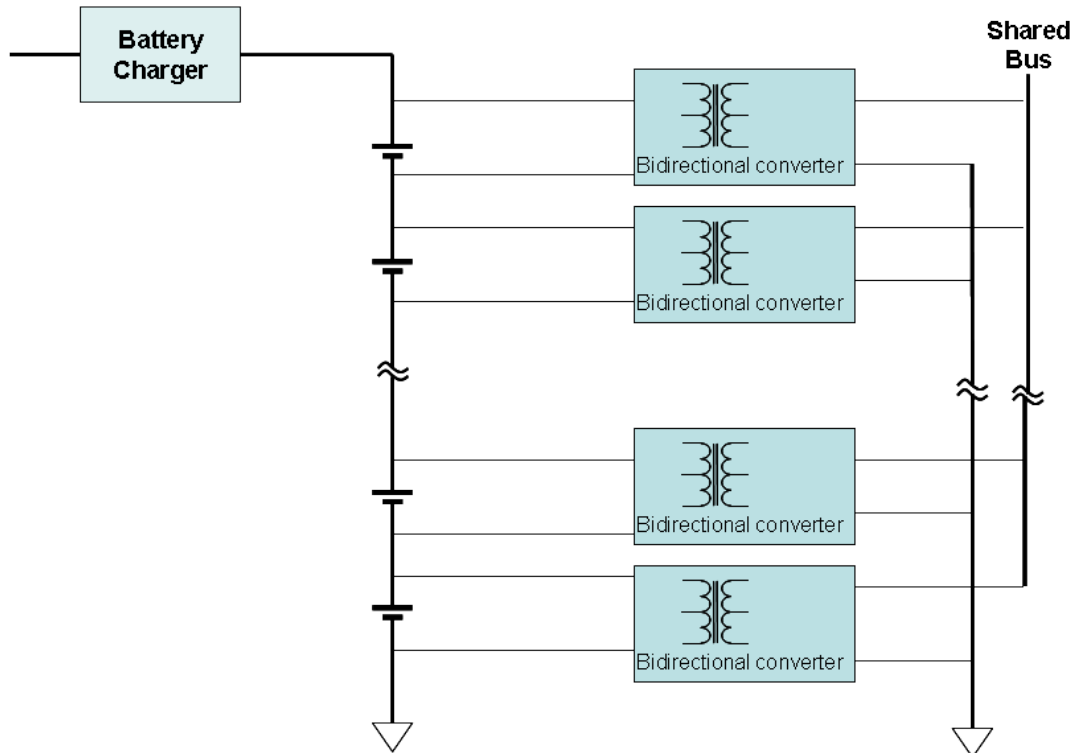 Battery
Charger
Shared
Bus
Bidirectional converter
Bidirectional converter
Bidirectional converter
Bidirectional converter